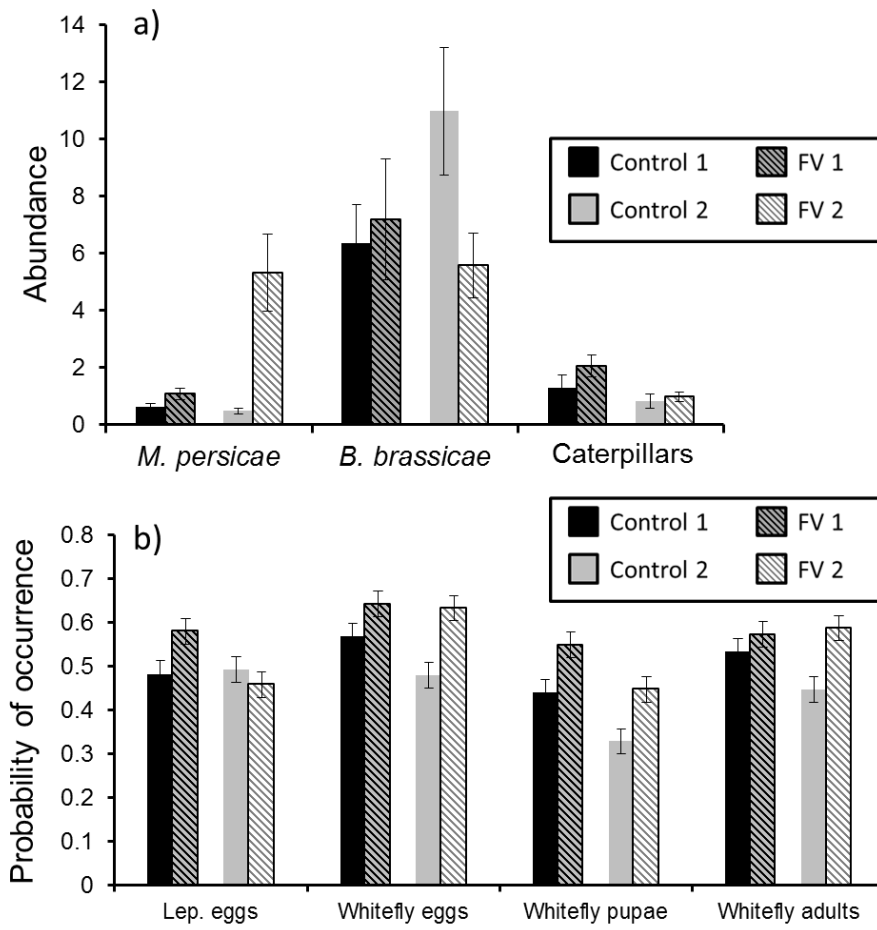 a)
14
12
10
8
6
4
2
0
Abundance
Control 1 FV 1
Control 2 FV 2
M. persicae B. brassicae Caterpillars
b)
0.8
0.7
0.6
0.5
0.4
0.3
0.2
0.1
0
Probability of occurrence
Control 1 FV 1
Control 2 FV 2
Lep. eggs Whitefly eggs Whitefly pupae Whitefly adults